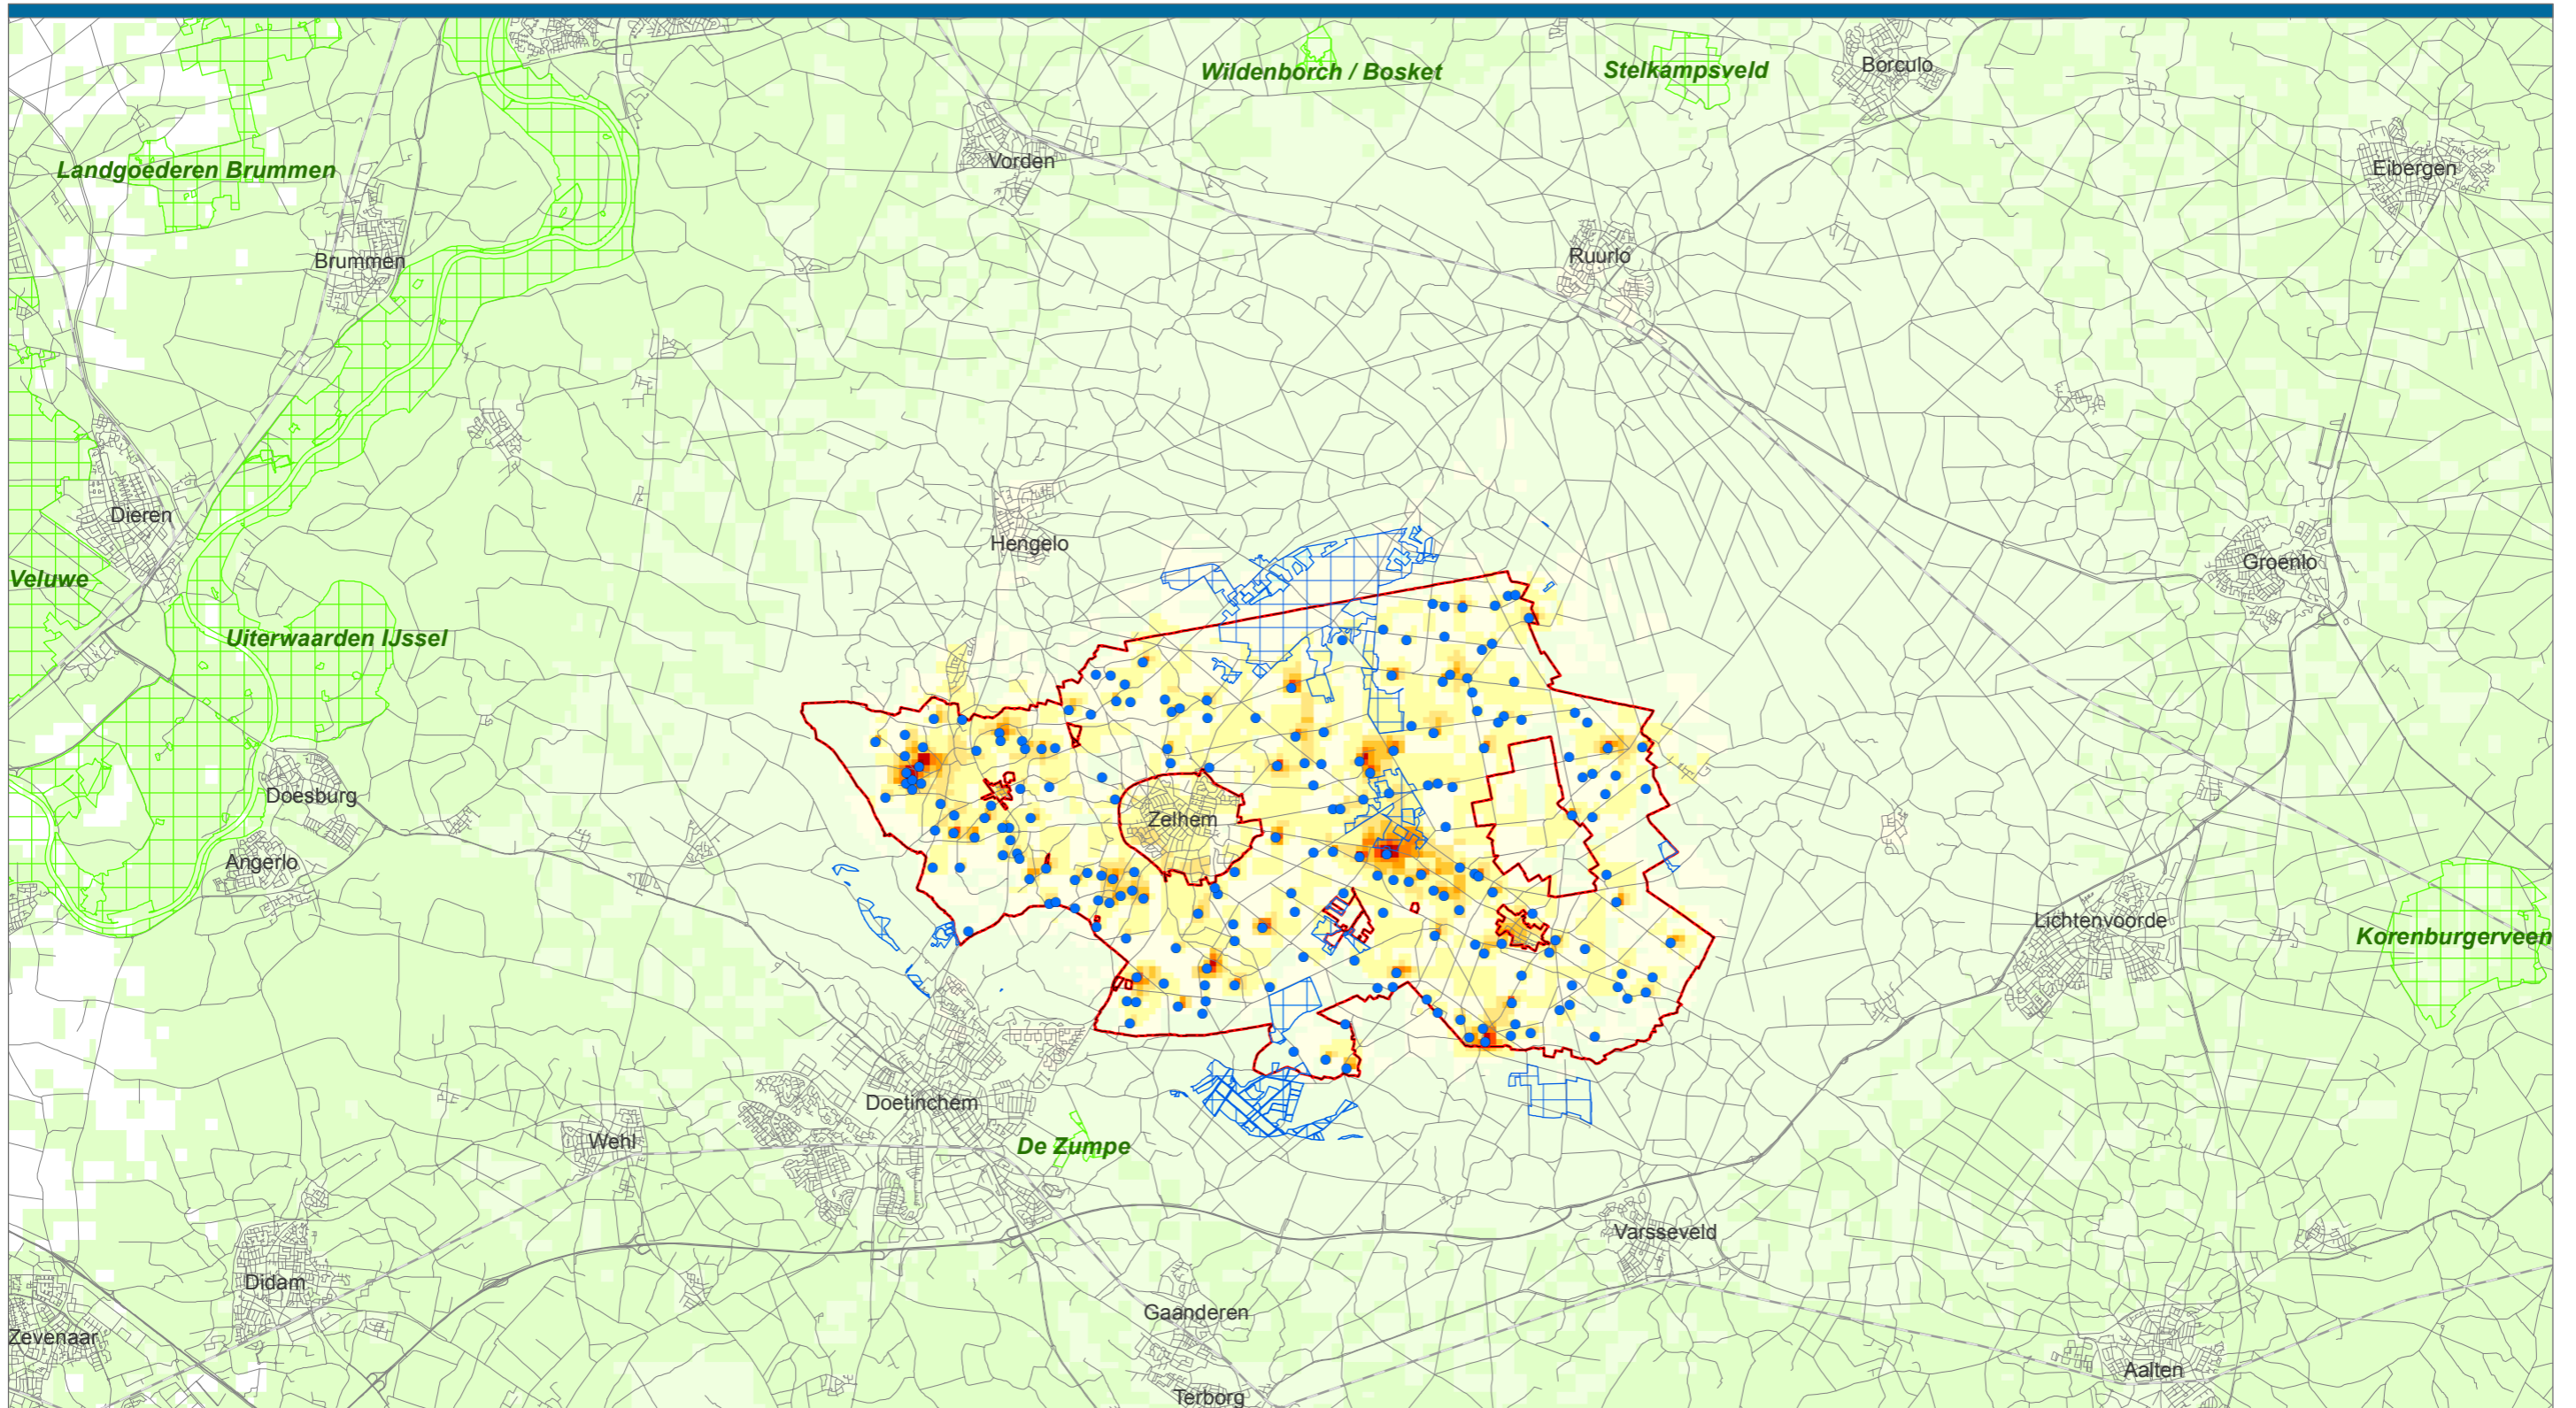 Wildenborch / Bosket
Stelkampsveld
Borculo
Vorden
Landgoederen Brummen
Eibergen
Brummen
Ruurlo
Dieren
Hengelo
Groenlo
Veluwe
Uiterwaarden IJssel
Doesburg
Zelhem
Angerlo
Lichtenvoorde
Korenburgerveen
Doetinchem
Wehl
De Zumpe
Varsseveld
Didam
Gaanderen
Zevenaar
Aalten
Terborg